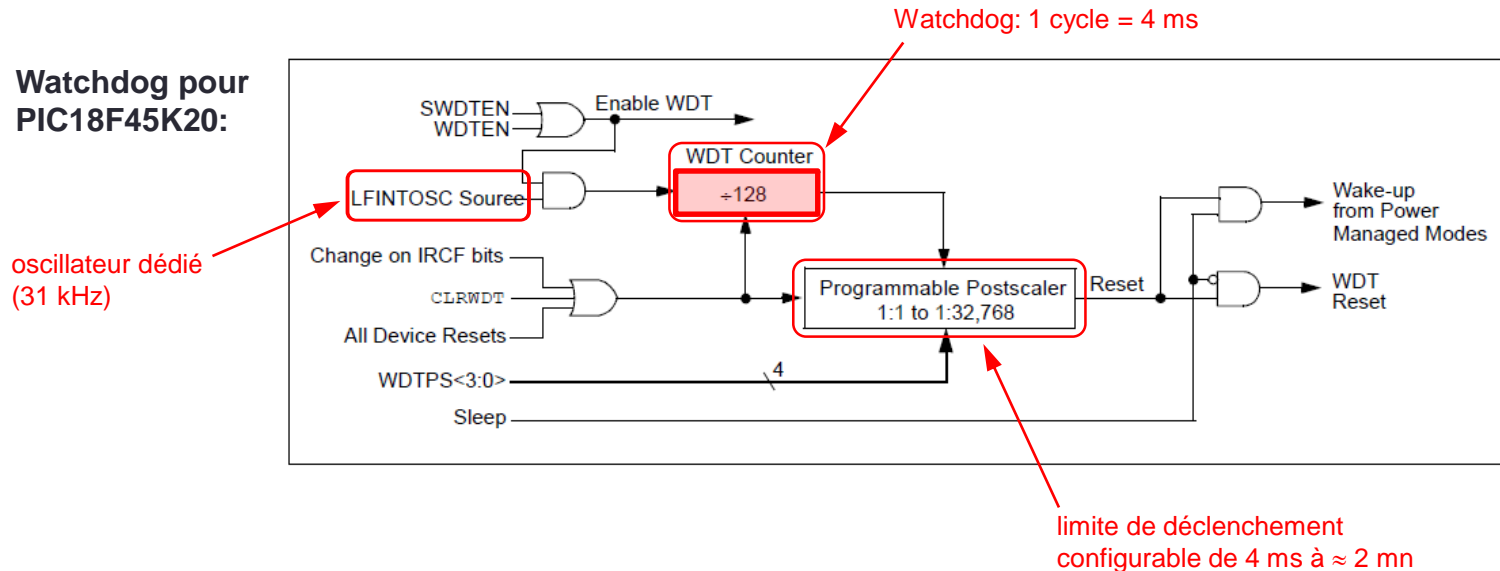 Watchdog: 1 cycle = 4 ms
Watchdog pour
PIC18F45K20:
SWDTEN
WDTEN
Enable WDT
WDT Counter
÷128
LFINTOSC Source
oscillateur dédié
(31 kHz)
Change on IRCF bits
CLRWDT
All Device Resets
Programmable Postscaler
1:1 to 1:32,768
Reset
Wake-up
from Power
Managed Modes
WDT
Reset
WDTPS<3:0>
4
Sleep
limite de déclenchement
configurable de 4 ms à ≈ 2 mn